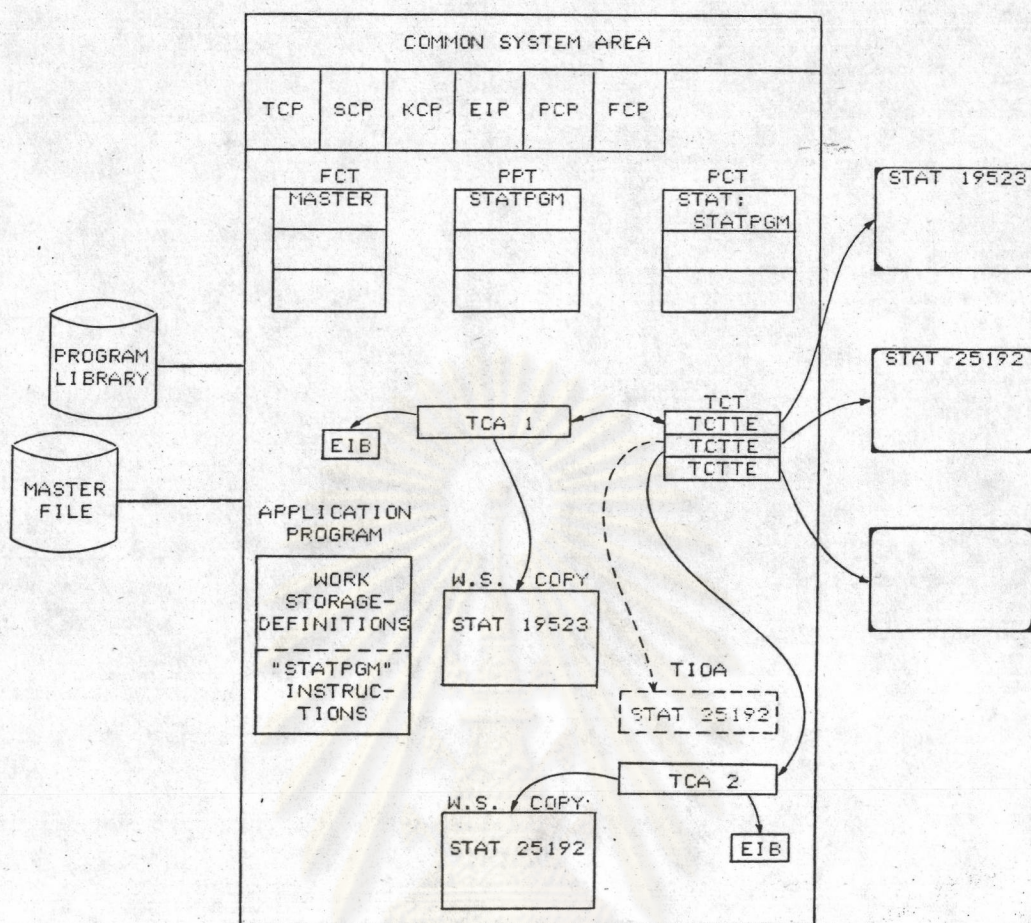 COMMON SYSTEM AREA
TCP SCP KCP EIP PCP FCP
FCT
MASTER
PPT
STATPGM
PCT
STAT:
STATPGM
STAT 19523
PROGRAM
LIBRARY
STAT 25192
TCT
TCTTE
TCTTE
TCTTE
TCA 1
EIB
MASTER
FILE
APPLICATION
PROGRAM
WORK
STORAGE-
DEFINITIONS
"STATPGM"
INSTRUC-
TIONS
W.S. COPY
STAT 19523
TIOA
STAT 25192
TCA 2
W.S. COPY
STAT 25192
EIB